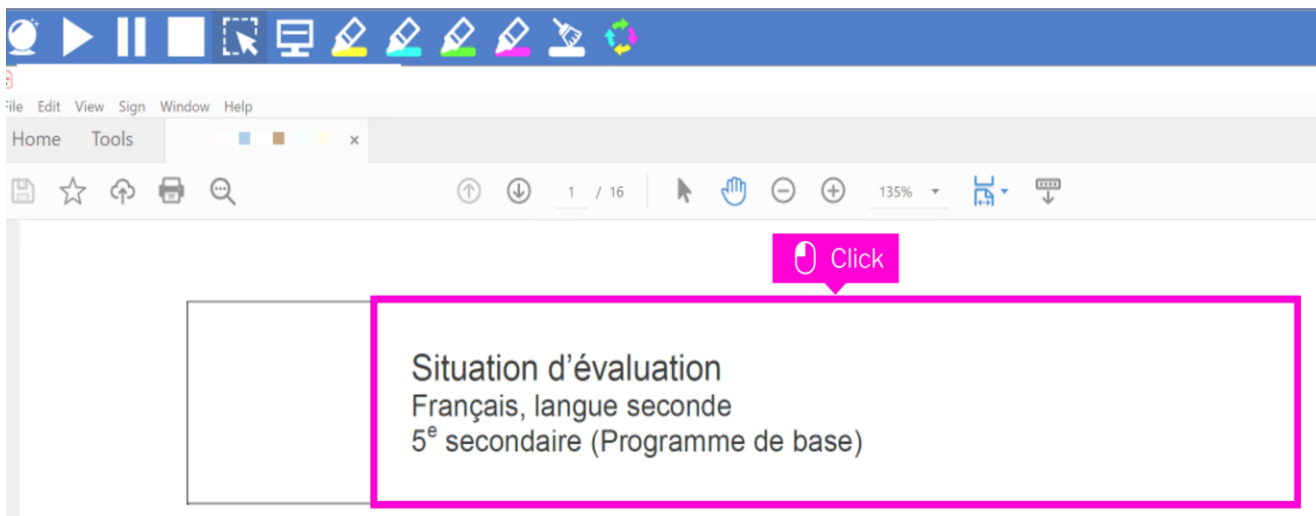 File Edit View Sign Window Help
Home Tools x
1 / 16 135%
Click
Situation d'évaluation
Français, langue seconde
5e secondaire (Programme de base)